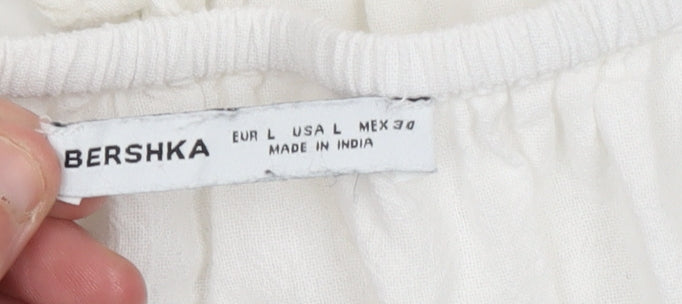 BERSHKA
EUR L USA L MEX 30
MADE IN INDIA